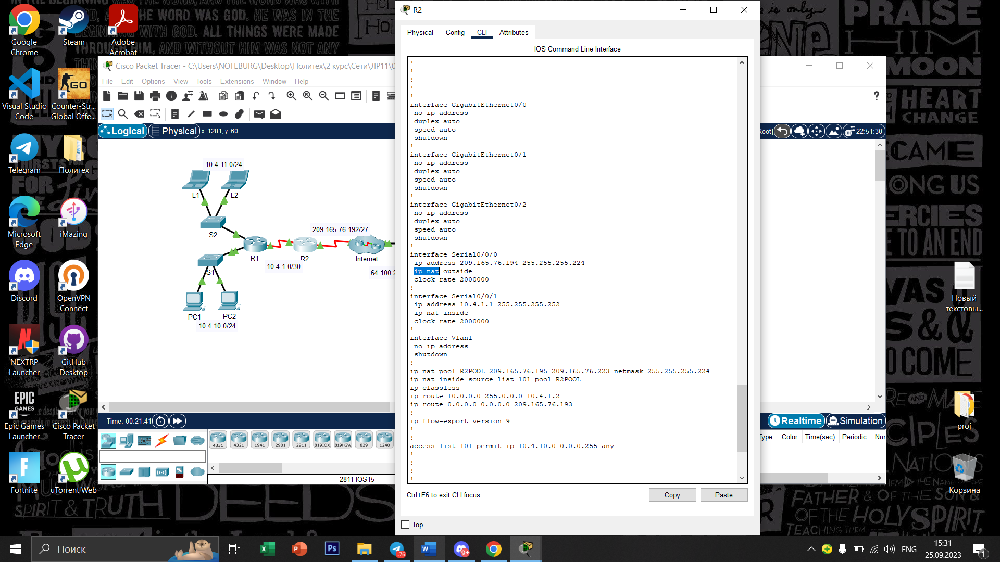 Google Chrome
Steam
Adobe Acrobat
Visual Studio Code
Counter-Str... Global Offe...
Telegram
Политех
Microsoft Edge
iMazing
Discord
OpenVPN Connect
NEXTRP Launcher
GitHub Desktop
Epic Games Launcher
Cisco Packet Tracer
Fortnite
uTorrent Web
Cisco Packet Tracer - C:\Users\NOTEBURG\Desktop\Политех\2 курс\Сети\ЛР11\0
File Edit Options View Tools Extensions Window Help
Logical Physical x: 1281, y: 60
10.4.11.0/24
L1 L2
S2
209.165.76.192/27
R1 R2 Internet
10.4.1.0/30
64.100.2
S1
PC1 PC2
10.4.10.0/24
Time: 00:21:41
4331 4321 1941 2901 2911 819IOX 819HGW 829 1240
2811 IOS15
R2
Physical Config CLI Attributes
IOS Command Line Interface
!
!
!
!
!
interface GigabitEthernet0/0
no ip address
duplex auto
speed auto
shutdown
!
interface GigabitEthernet0/1
no ip address
duplex auto
speed auto
shutdown
!
interface GigabitEthernet0/2
no ip address
duplex auto
speed auto
shutdown
!
interface Serial0/0/0
ip address 209.165.76.194 255.255.255.224
ip nat outside
clock rate 2000000
!
interface Serial0/0/1
ip address 10.4.1.1 255.255.255.252
ip nat inside
clock rate 2000000
!
interface Vlan1
no ip address
shutdown
!
ip nat pool R2POOL 209.165.76.195 209.165.76.223 netmask 255.255.255.224
ip nat inside source list 101 pool R2POOL
ip classless
ip route 10.0.0.0 255.0.0.0 10.4.1.2
ip route 0.0.0.0 0.0.0.0 209.165.76.193
!
ip flow-export version 9
!
!
access-list 101 permit ip 10.4.10.0 0.0.0.255 any
!
!
!
!
Ctrl+F6 to exit CLI focus
Copy Paste
Top
Root] 22:51:30
Realtime Simulation
Type Color Time(sec) Periodic Nur
Новый текстовы...
proj
Корзина
Поиск
ENG
15:31
25.09.2023